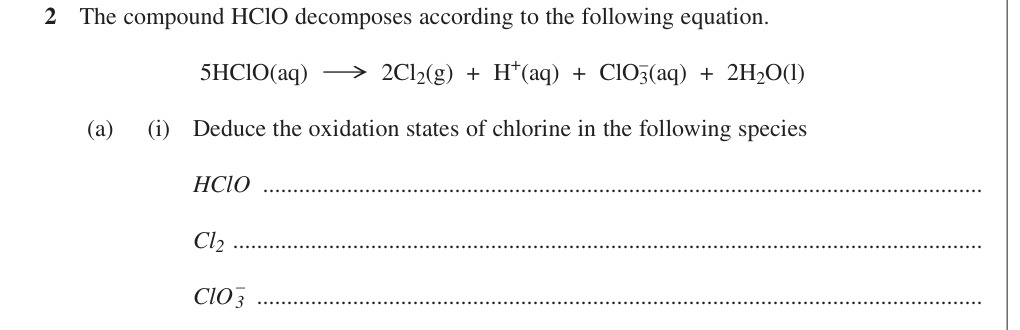 2 The compound HClO decomposes according to the following equation.
5HClO(aq) ⟶ 2Cl₂(g) + H⁺(aq) + ClO₃⁻(aq) + 2H₂O(l)
(a) (i) Deduce the oxidation states of chlorine in the following species
HClO ................................................................................
Cl₂ ................................................................................
ClO₃⁻ ................................................................................